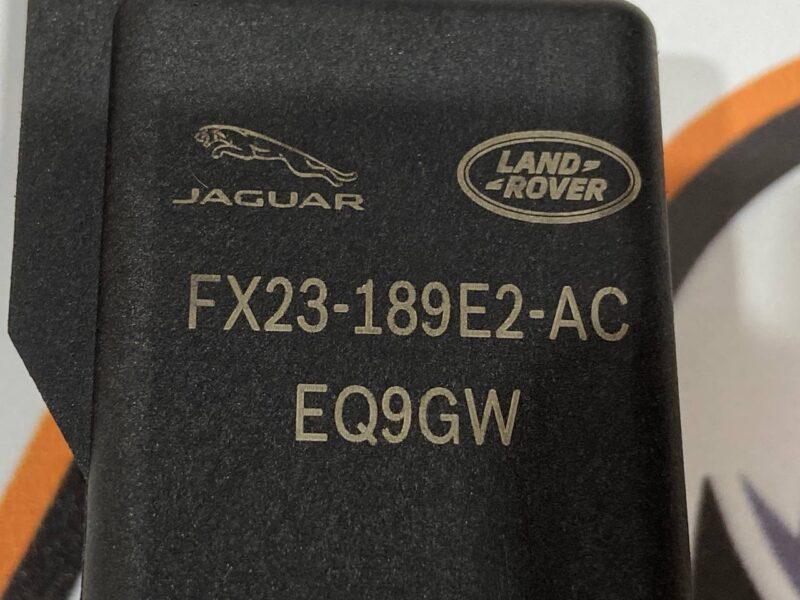 JAGUAR
LAND
ROVER
FX23-189E2-AC
EQ9GW